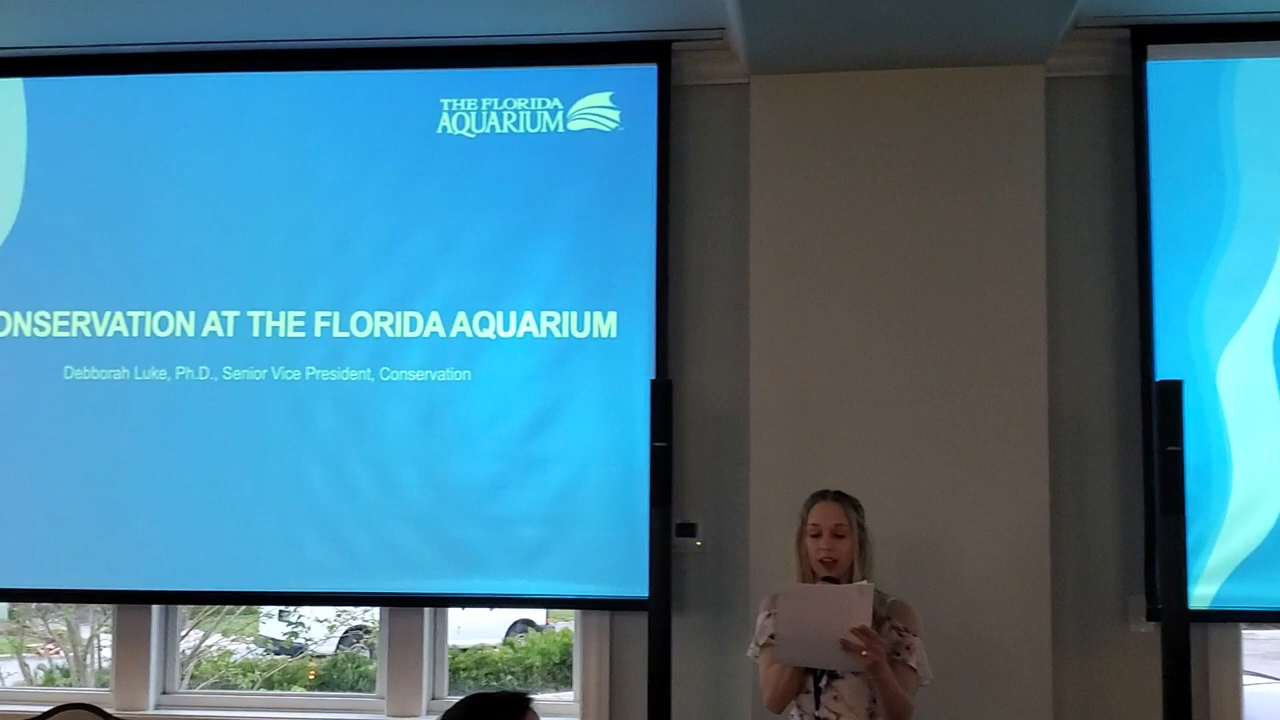 THE FLORIDA
AQUARIUM
ONSERVATION AT THE FLORIDA AQUARIUM
Debborah Luke, Ph.D., Senior Vice President, Conservation